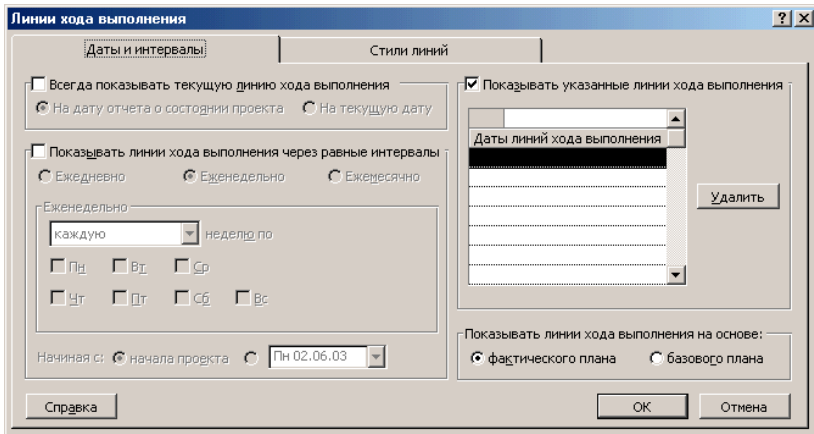 Линии хода выполнения
Даты и интервалы
Стили линий
Всегда показывать текущую линию хода выполнения
На дату отчета о состоянии проекта
На текущую дату
Показывать линии хода выполнения через равные интервалы
Ежедневно
Еженедельно
Ежемесячно
Еженедельно
каждую
неделю по
Пн
Вт
Ср
Чт
Пт
Сб
Вс
Начиная с:
начала проекта
Пн 02.06.03
Показывать указанные линии хода выполнения
Даты линий хода выполнения
Удалить
Показывать линии хода выполнения на основе:
фактического плана
базового плана
Справка
ОК
Отмена